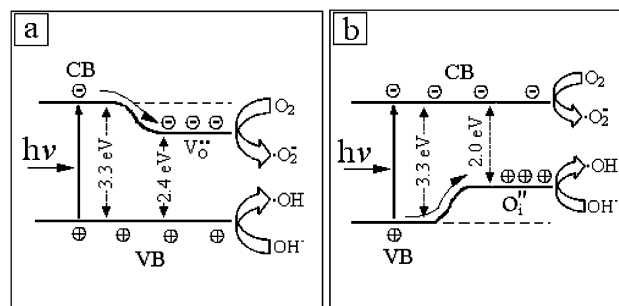 a
CB
⊖
⊖ ⊖ ⊖
V_O^••
O₂
·O₂⁻
hν
3.3 eV
2.4 eV
·OH
OH⁻
⊕ ⊕ ⊕ ⊕
VB
b
CB
⊖ ⊖ ⊖ ⊖
O₂
·O₂⁻
hν
3.3 eV
2.0 eV
⊕⊕⊕
O_i''
·OH
OH⁻
⊕
VB